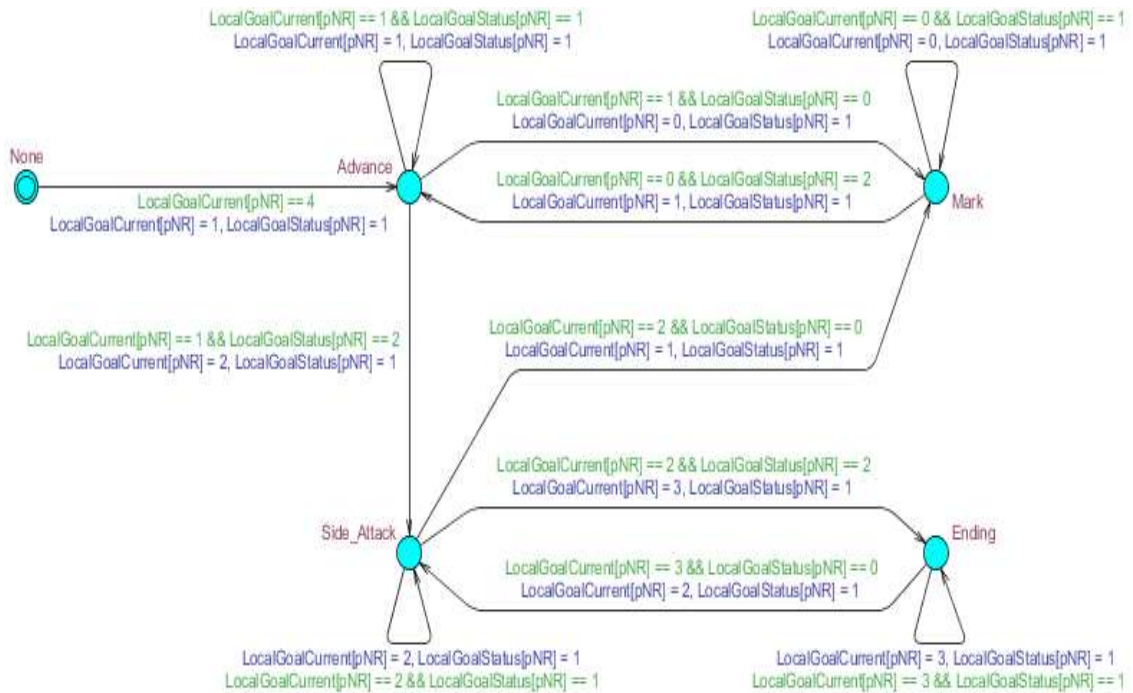 LocalGoalCurrent[pNR] == 1 && LocalGoalStatus[pNR] == 1
LocalGoalCurrent[pNR] = 1, LocalGoalStatus[pNR] = 1
LocalGoalCurrent[pNR] == 0 && LocalGoalStatus[pNR] == 1
LocalGoalCurrent[pNR] = 0, LocalGoalStatus[pNR] = 1
LocalGoalCurrent[pNR] == 1 && LocalGoalStatus[pNR] == 0
LocalGoalCurrent[pNR] = 0, LocalGoalStatus[pNR] = 1
None
Advance
LocalGoalCurrent[pNR] == 0 && LocalGoalStatus[pNR] == 2
LocalGoalCurrent[pNR] = 1, LocalGoalStatus[pNR] = 1
Mark
LocalGoalCurrent[pNR] == 4
LocalGoalCurrent[pNR] = 1, LocalGoalStatus[pNR] = 1
LocalGoalCurrent[pNR] == 1 && LocalGoalStatus[pNR] == 2
LocalGoalCurrent[pNR] = 2, LocalGoalStatus[pNR] = 1
LocalGoalCurrent[pNR] == 2 && LocalGoalStatus[pNR] == 0
LocalGoalCurrent[pNR] = 1, LocalGoalStatus[pNR] = 1
LocalGoalCurrent[pNR] == 2 && LocalGoalStatus[pNR] == 2
LocalGoalCurrent[pNR] = 3, LocalGoalStatus[pNR] = 1
Side_Attack
Ending
LocalGoalCurrent[pNR] == 3 && LocalGoalStatus[pNR] == 0
LocalGoalCurrent[pNR] = 2, LocalGoalStatus[pNR] = 1
LocalGoalCurrent[pNR] = 2, LocalGoalStatus[pNR] = 1
LocalGoalCurrent[pNR] == 2 && LocalGoalStatus[pNR] == 1
LocalGoalCurrent[pNR] = 3, LocalGoalStatus[pNR] = 1
LocalGoalCurrent[pNR] == 3 && LocalGoalStatus[pNR] == 1